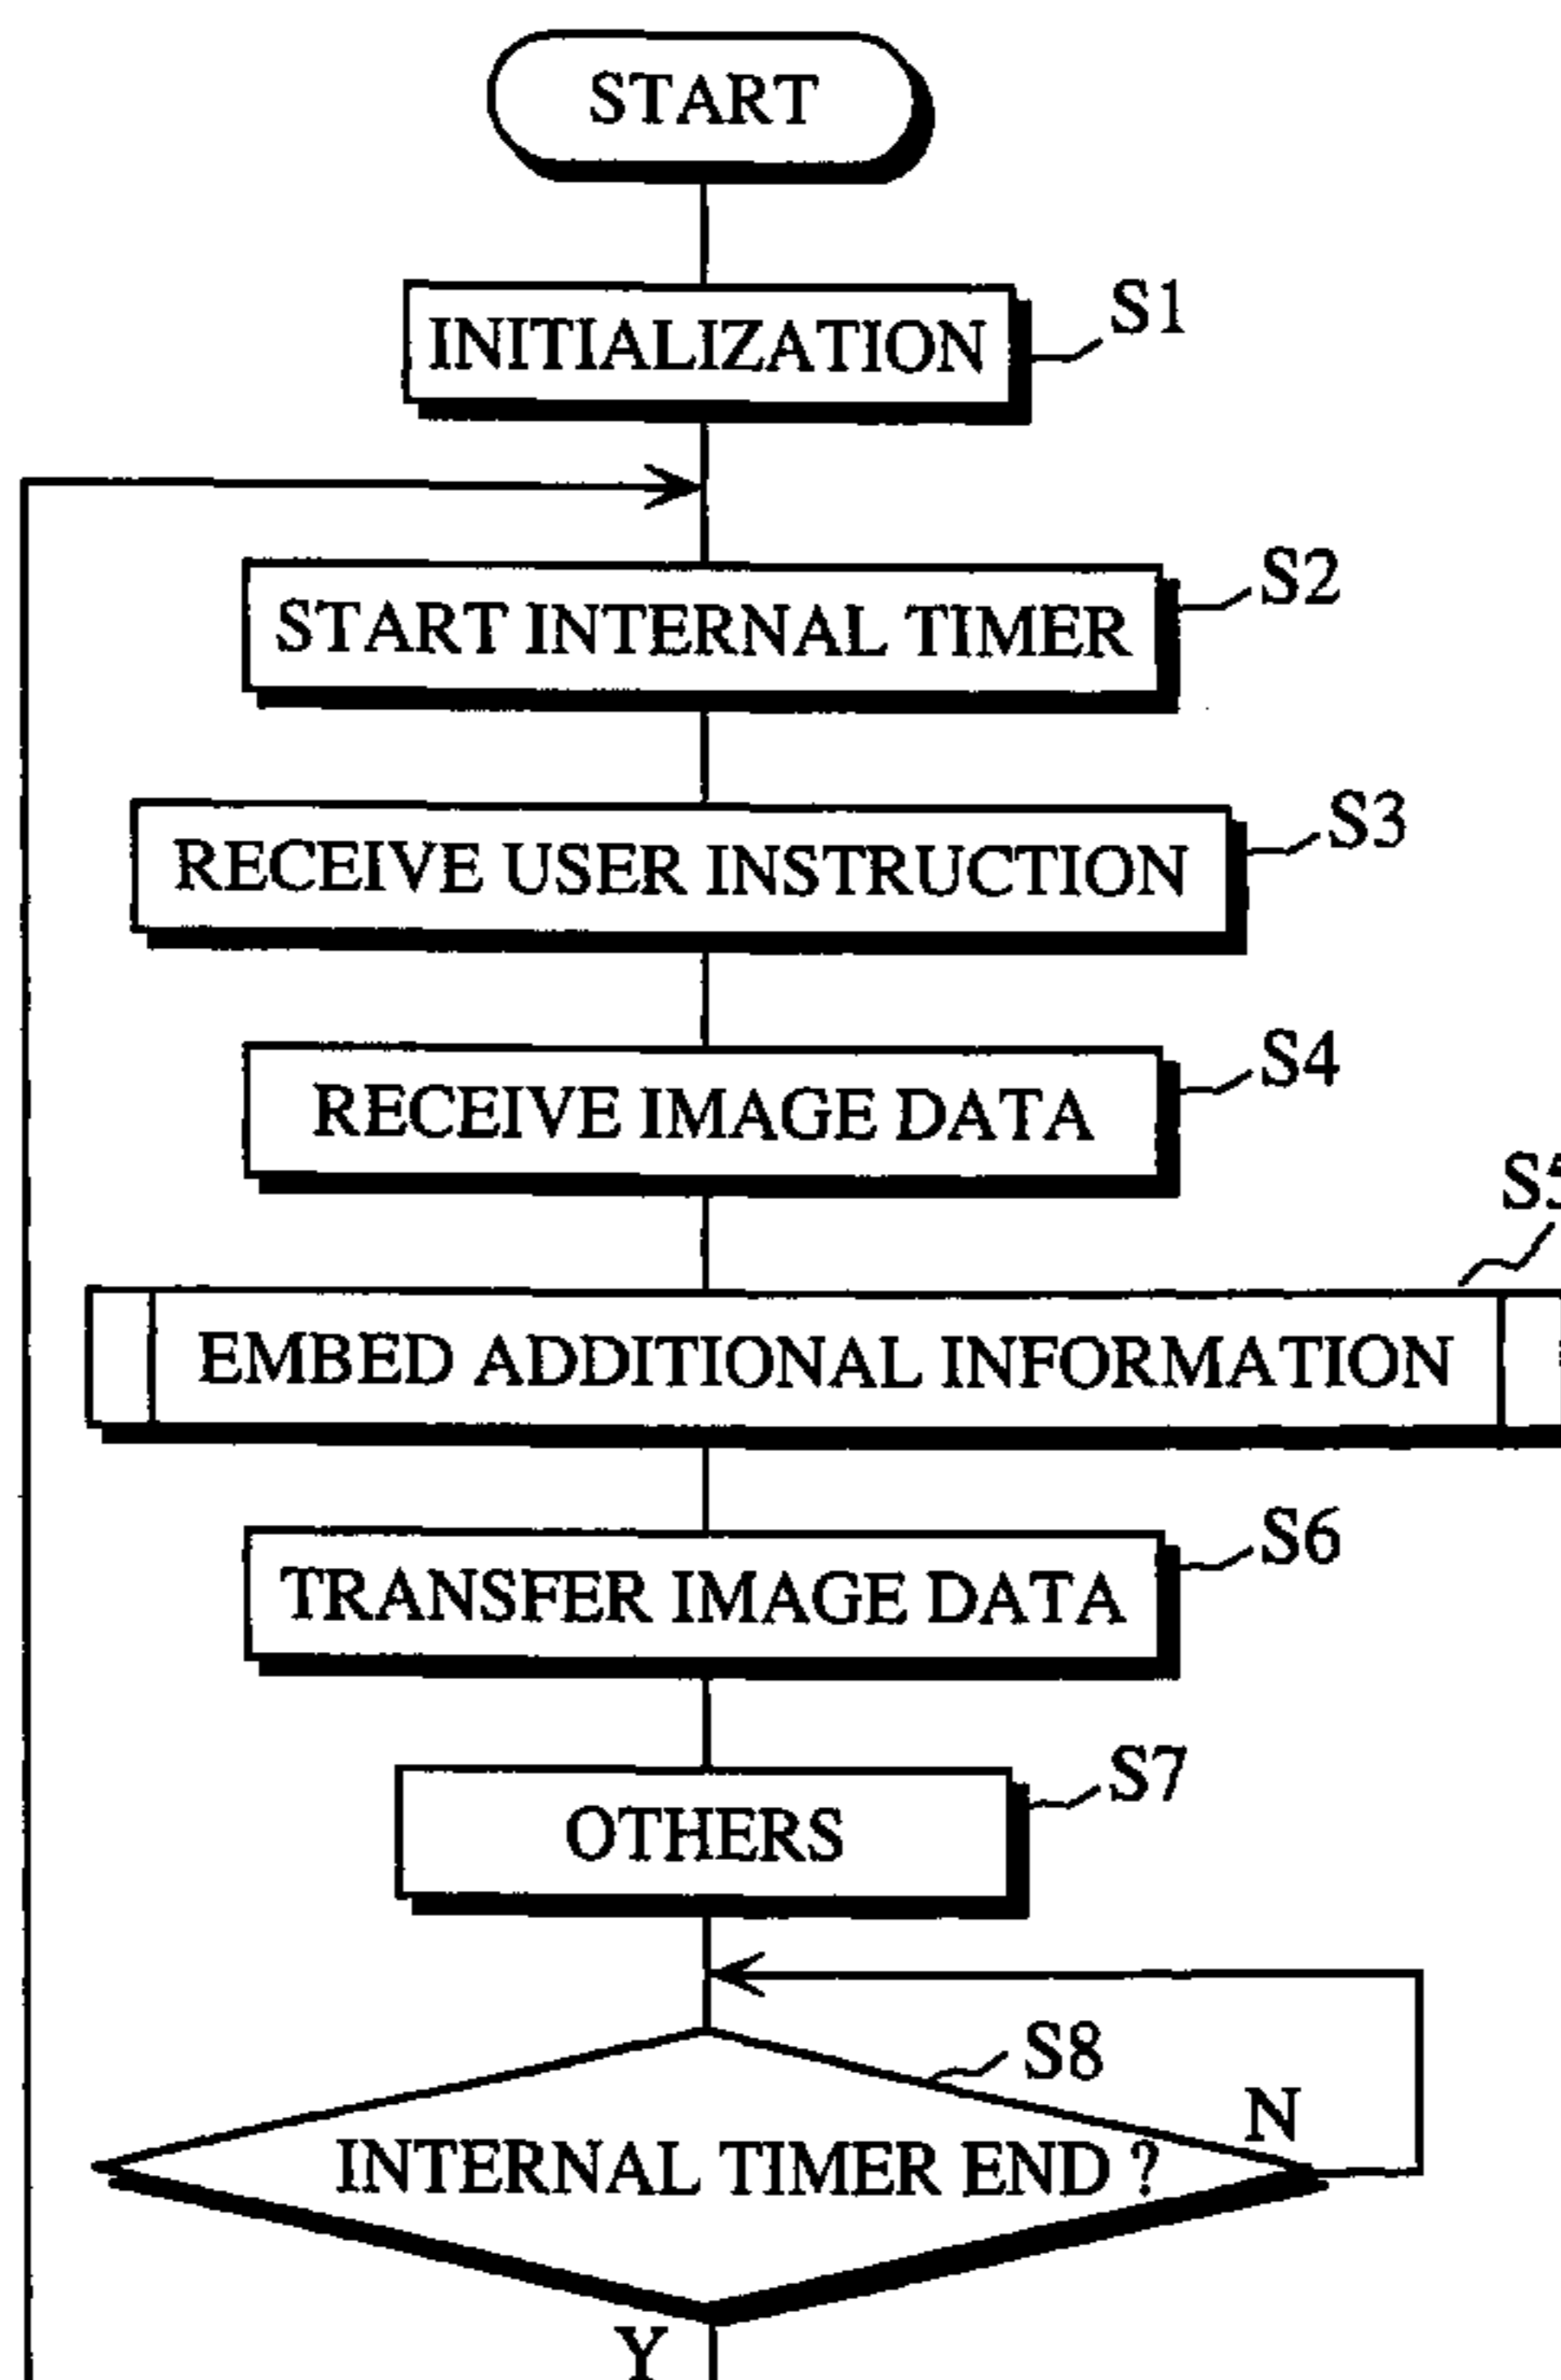 START
INITIALIZATION
S1
START INTERNAL TIMER
S2
RECEIVE USER INSTRUCTION
S3
RECEIVE IMAGE DATA
S4
S5
EMBED ADDITIONAL INFORMATION
TRANSFER IMAGE DATA
S6
OTHERS
S7
S8
N
INTERNAL TIMER END ?
Y